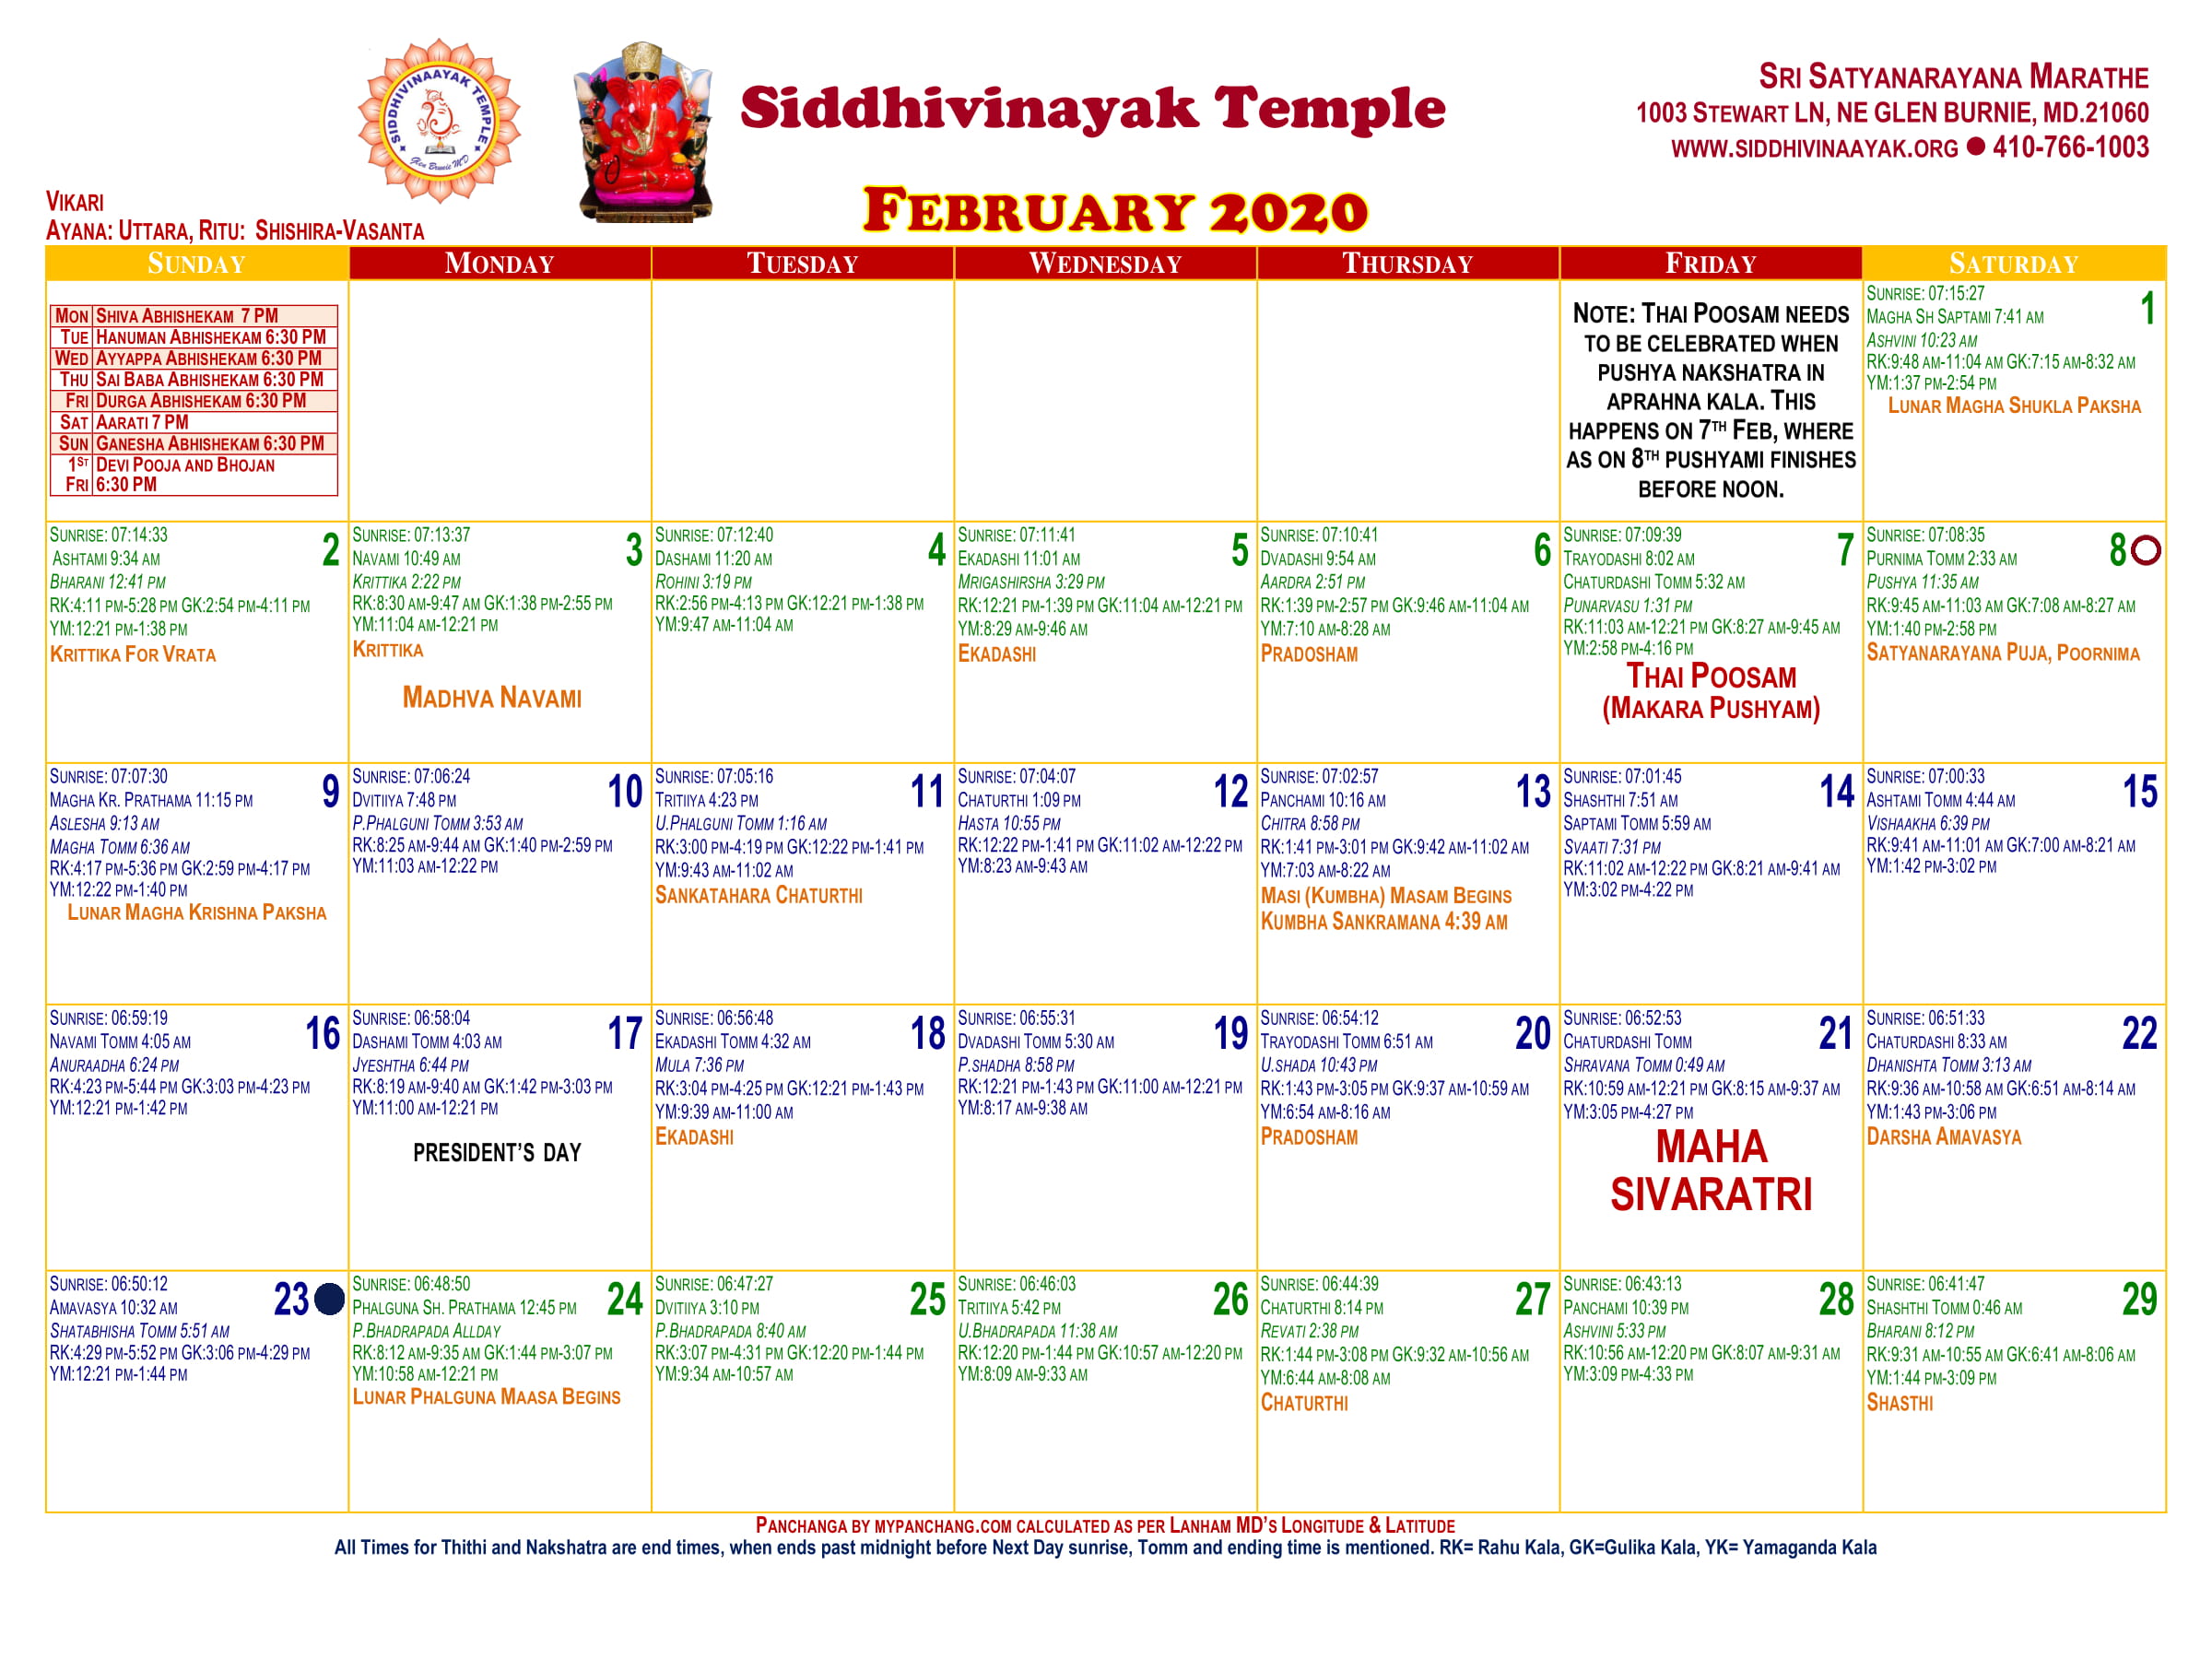 SIDDHIVINAAYAK TEMPLE
Glen Burnie MD
Siddhivinayak Temple
SRI SATYANARAYANA MARATHE
1003 STEWART LN, NE GLEN BURNIE, MD.21060
WWW.SIDDHIVINAAYAK.ORG ● 410-766-1003
VIKARI
AYANA: UTTARA, RITU: SHISHIRA-VASANTA
FEBRUARY 2020
SUNDAY MONDAY TUESDAY WEDNESDAY THURSDAY FRIDAY SATURDAY
MON SHIVA ABHISHEKAM 7 PM
TUE HANUMAN ABHISHEKAM 6:30 PM
WED AYYAPPA ABHISHEKAM 6:30 PM
THU SAI BABA ABHISHEKAM 6:30 PM
FRI DURGA ABHISHEKAM 6:30 PM
SAT AARATI 7 PM
SUN GANESHA ABHISHEKAM 6:30 PM
1ST DEVI POOJA AND BHOJAN
FRI 6:30 PM
NOTE: THAI POOSAM NEEDS
TO BE CELEBRATED WHEN
PUSHYA NAKSHATRA IN
APRAHNA KALA. THIS
HAPPENS ON 7TH FEB, WHERE
AS ON 8TH PUSHYAMI FINISHES
BEFORE NOON.
SUNRISE: 07:15:27 1
MAGHA SH SAPTAMI 7:41 AM
ASHVINI 10:23 AM
RK:9:48 AM-11:04 AM GK:7:15 AM-8:32 AM
YM:1:37 PM-2:54 PM
LUNAR MAGHA SHUKLA PAKSHA
SUNRISE: 07:14:33 2
ASHTAMI 9:34 AM
BHARANI 12:41 PM
RK:4:11 PM-5:28 PM GK:2:54 PM-4:11 PM
YM:12:21 PM-1:38 PM
KRITTIKA FOR VRATA
SUNRISE: 07:13:37 3
NAVAMI 10:49 AM
KRITTIKA 2:22 PM
RK:8:30 AM-9:47 AM GK:1:38 PM-2:55 PM
YM:11:04 AM-12:21 PM
KRITTIKA
MADHVA NAVAMI
SUNRISE: 07:12:40 4
DASHAMI 11:20 AM
ROHINI 3:19 PM
RK:2:56 PM-4:13 PM GK:12:21 PM-1:38 PM
YM:9:47 AM-11:04 AM
SUNRISE: 07:11:41 5
EKADASHI 11:01 AM
MRIGASHIRSHA 3:29 PM
RK:12:21 PM-1:39 PM GK:11:04 AM-12:21 PM
YM:8:29 AM-9:46 AM
EKADASHI
SUNRISE: 07:10:41 6
DVADASHI 9:54 AM
AARDRA 2:51 PM
RK:1:39 PM-2:57 PM GK:9:46 AM-11:04 AM
YM:7:10 AM-8:28 AM
PRADOSHAM
SUNRISE: 07:09:39 7
TRAYODASHI 8:02 AM
CHATURDASHI TOMM 5:32 AM
PUNARVASU 1:31 PM
RK:11:03 AM-12:21 PM GK:8:27 AM-9:45 AM
YM:2:58 PM-4:16 PM
THAI POOSAM
(MAKARA PUSHYAM)
SUNRISE: 07:08:35 8
PURNIMA TOMM 2:33 AM
PUSHYA 11:35 AM
RK:9:45 AM-11:03 AM GK:7:08 AM-8:27 AM
YM:1:40 PM-2:58 PM
SATYANARAYANA PUJA, POORNIMA
SUNRISE: 07:07:30 9
MAGHA KR. PRATHAMA 11:15 PM
ASLESHA 9:13 AM
MAGHA TOMM 6:36 AM
RK:4:17 PM-5:36 PM GK:2:59 PM-4:17 PM
YM:12:22 PM-1:40 PM
LUNAR MAGHA KRISHNA PAKSHA
SUNRISE: 07:06:24 10
DVITIIYA 7:48 PM
P.PHALGUNI TOMM 3:53 AM
RK:8:25 AM-9:44 AM GK:1:40 PM-2:59 PM
YM:11:03 AM-12:22 PM
SUNRISE: 07:05:16 11
TRITIIYA 4:23 PM
U.PHALGUNI TOMM 1:16 AM
RK:3:00 PM-4:19 PM GK:12:22 PM-1:41 PM
YM:9:43 AM-11:02 AM
SANKATAHARA CHATURTHI
SUNRISE: 07:04:07 12
CHATURTHI 1:09 PM
HASTA 10:55 PM
RK:12:22 PM-1:41 PM GK:11:02 AM-12:22 PM
YM:8:23 AM-9:43 AM
SUNRISE: 07:02:57 13
PANCHAMI 10:16 AM
CHITRA 8:58 PM
RK:1:41 PM-3:01 PM GK:9:42 AM-11:02 AM
YM:7:03 AM-8:22 AM
MASI (KUMBHA) MASAM BEGINS
KUMBHA SANKRAMANA 4:39 AM
SUNRISE: 07:01:45 14
SHASHTHI 7:51 AM
SAPTAMI TOMM 5:59 AM
SVAATI 7:31 PM
RK:11:02 AM-12:22 PM GK:8:21 AM-9:41 AM
YM:3:02 PM-4:22 PM
SUNRISE: 07:00:33 15
ASHTAMI TOMM 4:44 AM
VISHAAKHA 6:39 PM
RK:9:41 AM-11:01 AM GK:7:00 AM-8:21 AM
YM:1:42 PM-3:02 PM
SUNRISE: 06:59:19 16
NAVAMI TOMM 4:05 AM
ANURAADHA 6:24 PM
RK:4:23 PM-5:44 PM GK:3:03 PM-4:23 PM
YM:12:21 PM-1:42 PM
SUNRISE: 06:58:04 17
DASHAMI TOMM 4:03 AM
JYESHTHA 6:44 PM
RK:8:19 AM-9:40 AM GK:1:42 PM-3:03 PM
YM:11:00 AM-12:21 PM
PRESIDENT'S DAY
SUNRISE: 06:56:48 18
EKADASHI TOMM 4:32 AM
MULA 7:36 PM
RK:3:04 PM-4:25 PM GK:12:21 PM-1:43 PM
YM:9:39 AM-11:00 AM
EKADASHI
SUNRISE: 06:55:31 19
DVADASHI TOMM 5:30 AM
P.SHADHA 8:58 PM
RK:12:21 PM-1:43 PM GK:11:00 AM-12:21 PM
YM:8:17 AM-9:38 AM
SUNRISE: 06:54:12 20
TRAYODASHI TOMM 6:51 AM
U.SHADA 10:43 PM
RK:1:43 PM-3:05 PM GK:9:37 AM-10:59 AM
YM:6:54 AM-8:16 AM
PRADOSHAM
SUNRISE: 06:52:53 21
CHATURDASHI TOMM
SHRAVANA TOMM 0:49 AM
RK:10:59 AM-12:21 PM GK:8:15 AM-9:37 AM
YM:3:05 PM-4:27 PM
MAHA
SIVARATRI
SUNRISE: 06:51:33 22
CHATURDASHI 8:33 AM
DHANISHTA TOMM 3:13 AM
RK:9:36 AM-10:58 AM GK:6:51 AM-8:14 AM
YM:1:43 PM-3:06 PM
DARSHA AMAVASYA
SUNRISE: 06:50:12 23
AMAVASYA 10:32 AM
SHATABHISHA TOMM 5:51 AM
RK:4:29 PM-5:52 PM GK:3:06 PM-4:29 PM
YM:12:21 PM-1:44 PM
SUNRISE: 06:48:50 24
PHALGUNA SH. PRATHAMA 12:45 PM
P.BHADRAPADA ALLDAY
RK:8:12 AM-9:35 AM GK:1:44 PM-3:07 PM
YM:10:58 AM-12:21 PM
LUNAR PHALGUNA MAASA BEGINS
SUNRISE: 06:47:27 25
DVITIIYA 3:10 PM
P.BHADRAPADA 8:40 AM
RK:3:07 PM-4:31 PM GK:12:20 PM-1:44 PM
YM:9:34 AM-10:57 AM
SUNRISE: 06:46:03 26
TRITIIYA 5:42 PM
U.BHADRAPADA 11:38 AM
RK:12:20 PM-1:44 PM GK:10:57 AM-12:20 PM
YM:8:09 AM-9:33 AM
SUNRISE: 06:44:39 27
CHATURTHI 8:14 PM
REVATI 2:38 PM
RK:1:44 PM-3:08 PM GK:9:32 AM-10:56 AM
YM:6:44 AM-8:08 AM
CHATURTHI
SUNRISE: 06:43:13 28
PANCHAMI 10:39 PM
ASHVINI 5:33 PM
RK:10:56 AM-12:20 PM GK:8:07 AM-9:31 AM
YM:3:09 PM-4:33 PM
SUNRISE: 06:41:47 29
SHASHTHI TOMM 0:46 AM
BHARANI 8:12 PM
RK:9:31 AM-10:55 AM GK:6:41 AM-8:06 AM
YM:1:44 PM-3:09 PM
SHASTHI
PANCHANGA BY MYPANCHANG.COM CALCULATED AS PER LANHAM MD'S LONGITUDE & LATITUDE
All Times for Thithi and Nakshatra are end times, when ends past midnight before Next Day sunrise, Tomm and ending time is mentioned. RK= Rahu Kala, GK=Gulika Kala, YK= Yamaganda Kala